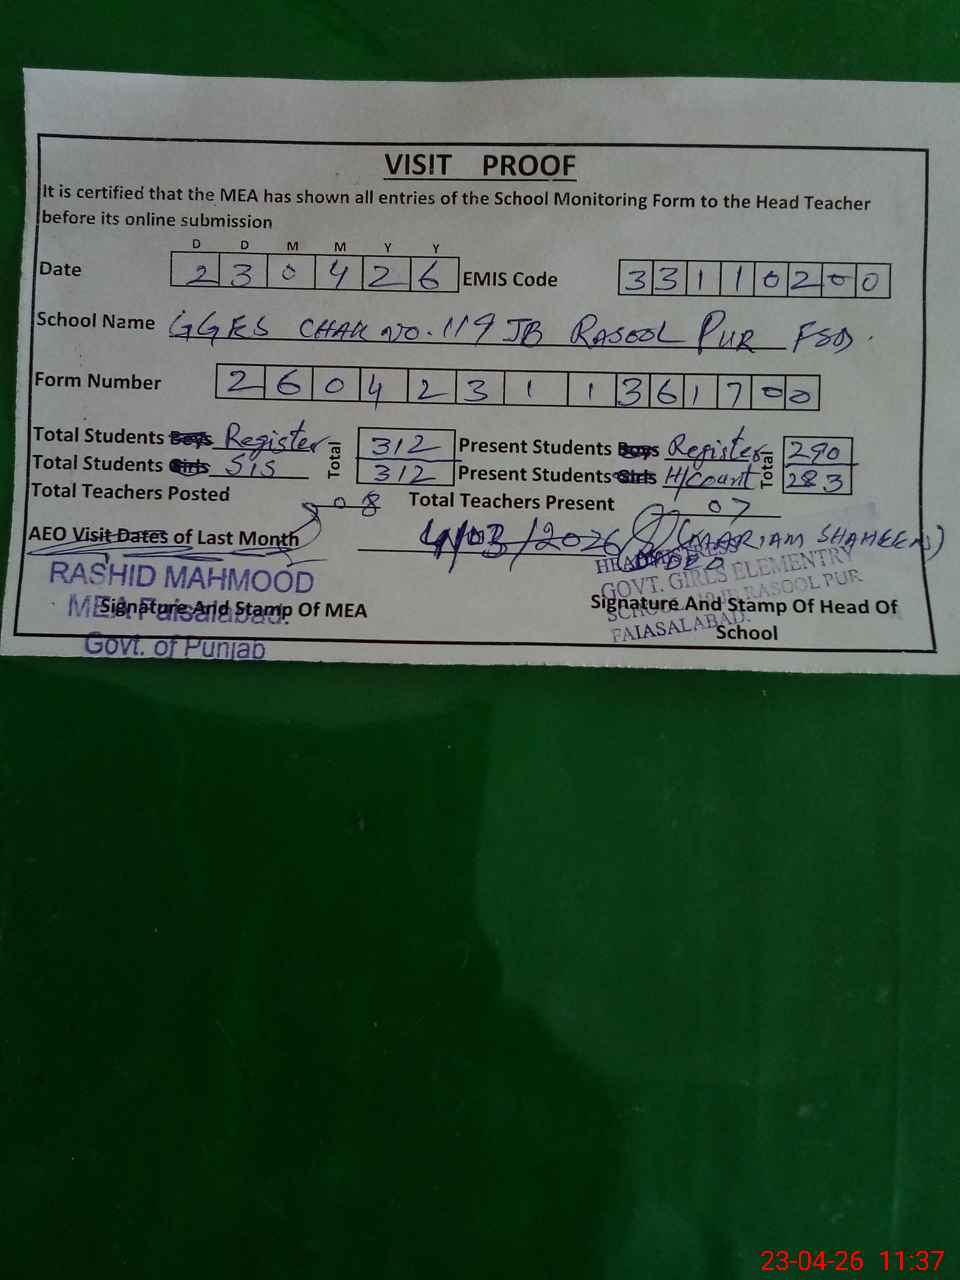 VISIT PROOF
It is certified that the MEA has shown all entries of the School Monitoring Form to the Head Teacher
before its online submission
D D M M Y Y
Date 2 3 0 4 2 6 EMIS Code 3 3 1 1 0 2 0 0
School Name GGES CHAK NO. 119 JB RASOOL PUR FSD.
Form Number 2 6 0 4 2 3 1 1 3 6 1 7 0 0
Total Students Boys Register Total 312 Present Students Boys Register Total 290
Total Students Girls SIS 312 Present Students Girls H/Count 283
Total Teachers Posted 08 Total Teachers Present 07
AEO Visit Dates of Last Month 4/03/2026 (MARIAM SHAHEEN)
RASHID MAHMOOD
MEA Faisalabad.
Govt. of Punjab
Signature And Stamp Of MEA
HEADMISTRESS
GOVT. GIRLS ELEMENTRY
SCHOOL RASOOL PUR
FAIASALABAD.
Signature And Stamp Of Head Of
School
23-04-26 11:37